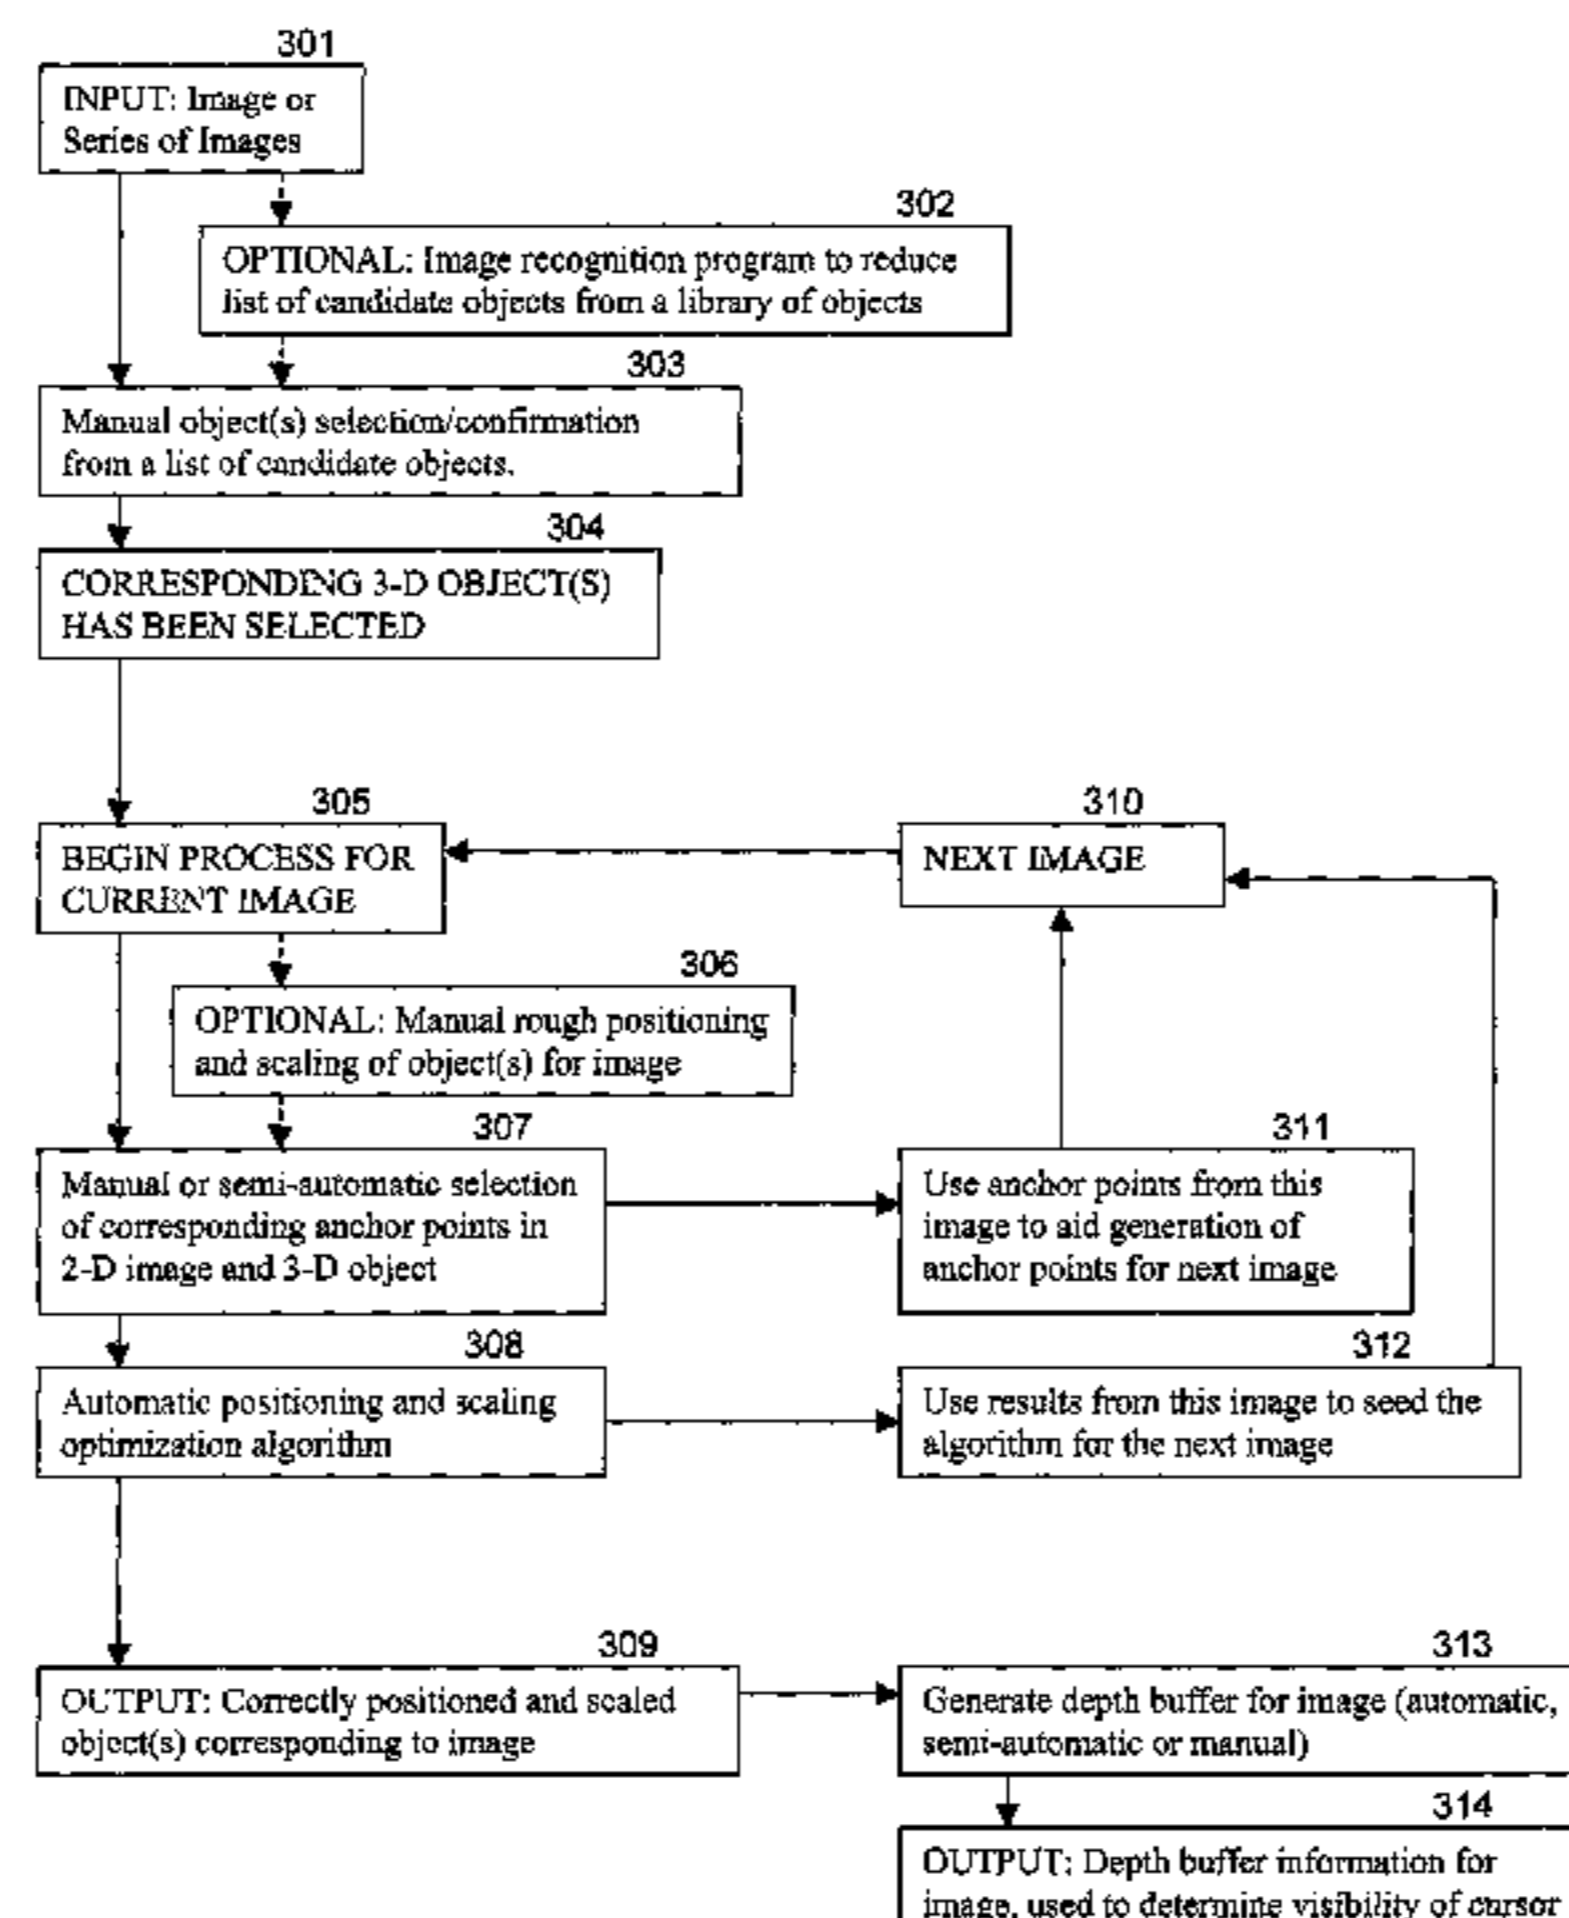 301
INPUT: Image or
Series of Images
302
OPTIONAL: Image recognition program to reduce
list of candidate objects from a library of objects
303
Manual object(s) selection/confirmation
from a list of candidate objects.
304
CORRESPONDING 3-D OBJECT(S)
HAS BEEN SELECTED
305
BEGIN PROCESS FOR
CURRENT IMAGE
310
NEXT IMAGE
306
OPTIONAL: Manual rough positioning
and scaling of object(s) for image
307
Manual or semi-automatic selection
of corresponding anchor points in
2-D image and 3-D object
311
Use anchor points from this
image to aid generation of
anchor points for next image
308
Automatic positioning and scaling
optimization algorithm
312
Use results from this image to seed the
algorithm for the next image
309
OUTPUT: Correctly positioned and scaled
object(s) corresponding to image
313
Generate depth buffer for image (automatic,
semi-automatic or manual)
314
OUTPUT: Depth buffer information for
image, used to determine visibility of cursor